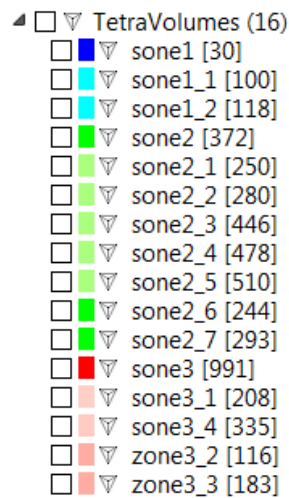 TetraVolumes (16)
sone1 [30]
sone1_1 [100]
sone1_2 [118]
sone2 [372]
sone2_1 [250]
sone2_2 [280]
sone2_3 [446]
sone2_4 [478]
sone2_5 [510]
sone2_6 [244]
sone2_7 [293]
sone3 [991]
sone3_1 [208]
sone3_4 [335]
zone3_2 [116]
zone3_3 [183]